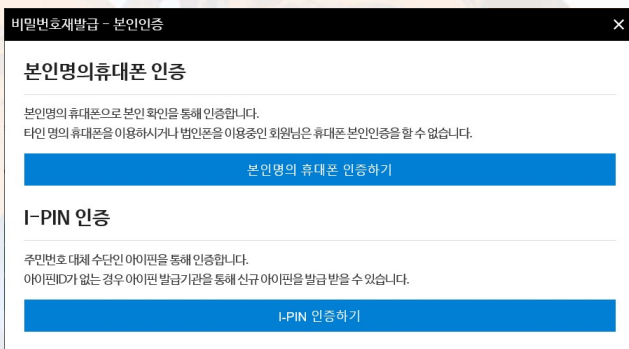 비밀번호재발급 - 본인인증
본인명의휴대폰 인증
본인명의 휴대폰으로 본인 확인을 통해 인증합니다.
타인 명의 휴대폰을 이용하시거나 법인폰을 이용중인 회원님은 휴대폰 본인인증을 할 수 없습니다.
본인명의 휴대폰 인증하기
I-PIN 인증
주민번호 대체 수단인 아이핀을 통해 인증합니다.
아이핀ID가 없는 경우 아이핀 발급기관을 통해 신규 아이핀을 발급 받을 수 있습니다.
I-PIN 인증하기